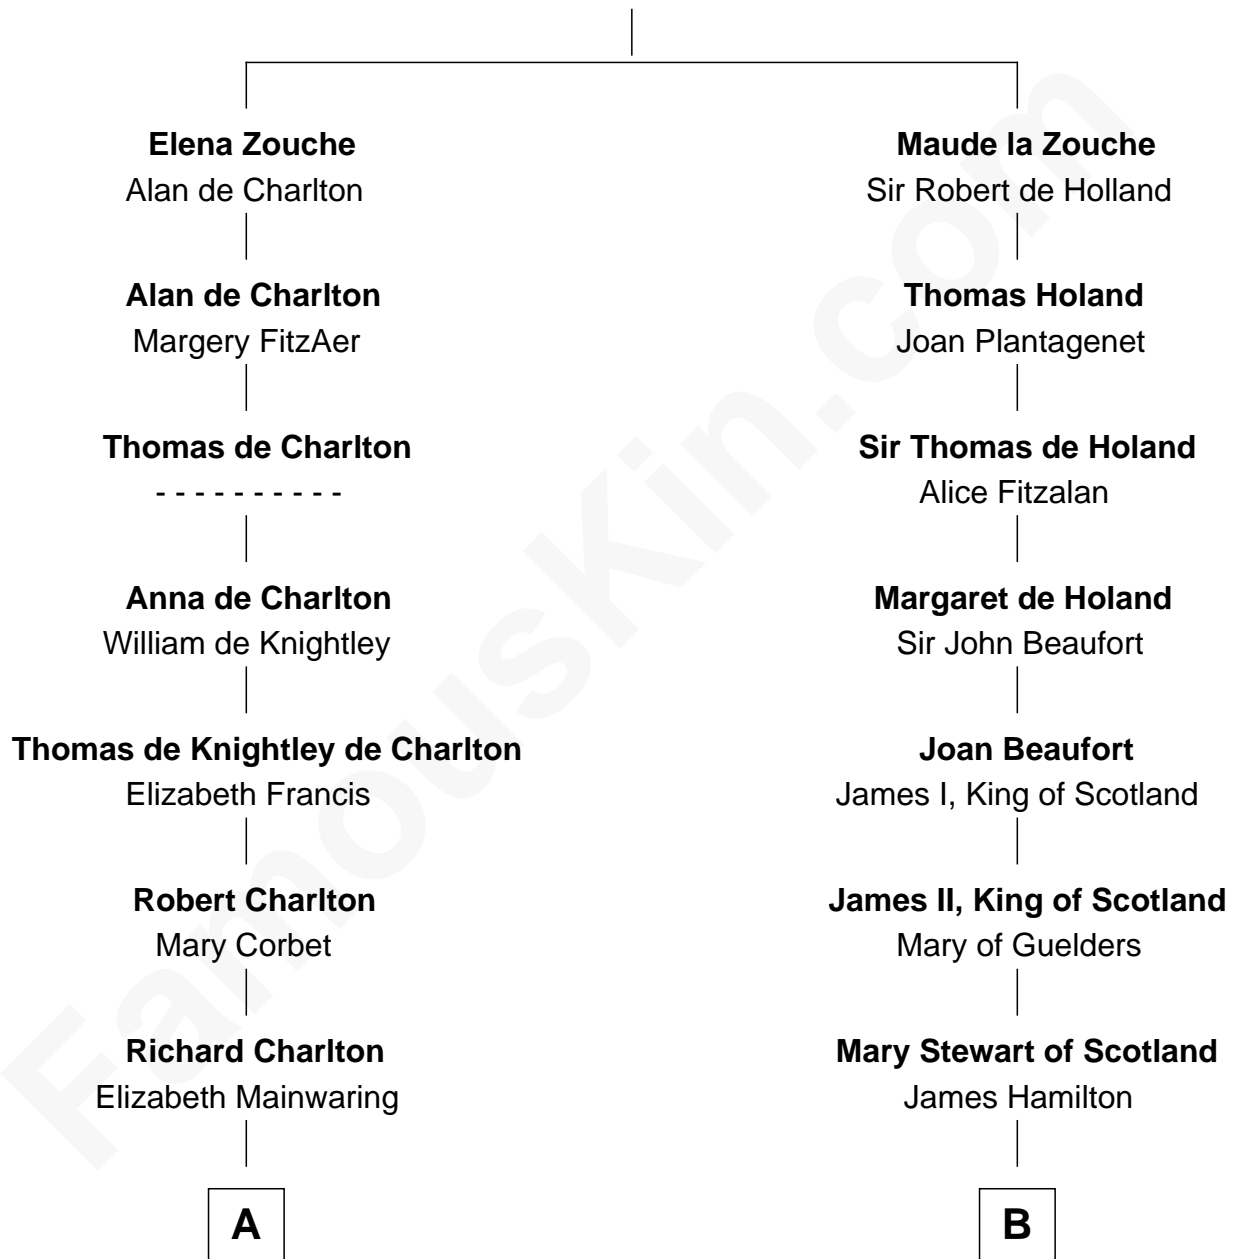 Elena Zouche
Alan de Charlton
Alan de Charlton
Margery FitzAer
Thomas de Charlton
- - - - - - - - - -
Anna de Charlton
William de Knightley
Thomas de Knightley de Charlton
Elizabeth Francis
Robert Charlton
Mary Corbet
Richard Charlton
Elizabeth Mainwaring
A
Maude la Zouche
Sir Robert de Holland
Thomas Holand
Joan Plantagenet
Sir Thomas de Holand
Alice Fitzalan
Margaret de Holand
Sir John Beaufort
Joan Beaufort
James I, King of Scotland
James II, King of Scotland
Mary of Guelders
Mary Stewart of Scotland
James Hamilton
B
FamousKin.com